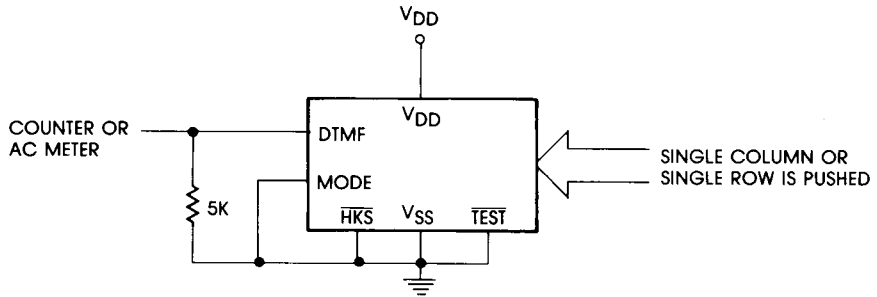 VDD
VDD
COUNTER OR
AC METER
DTMF
MODE
SINGLE COLUMN OR
SINGLE ROW IS PUSHED
5K
HKS
VSS
TEST